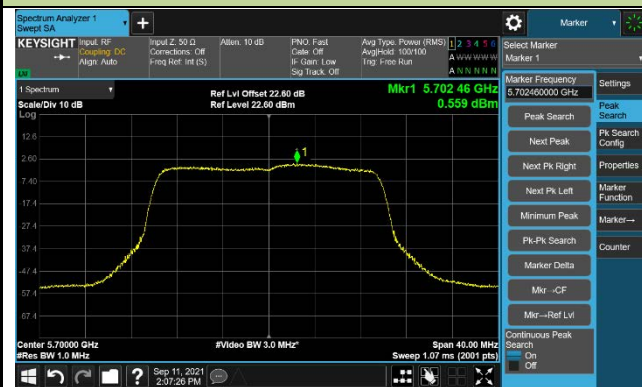 Spectrum Analyzer 1
Swept SA
+
Marker
KEYSIGHT
Input: RF
Coupling: DC
Align: Auto
Input Z: 50 Ω
Corrections: Off
Freq Ref: Int (S)
Atten: 10 dB
PNO: Fast
Gate: Off
IF Gain: Low
Sig Track: Off
Avg Type: Power (RMS)
Avg|Hold: 100/100
Trig: Free Run
1 2 3 4 5 6
A W W W W W
A N N N N N
Select Marker
Marker 1
LNI
1 Spectrum
Scale/Div 10 dB
Log
Ref Lvl Offset 22.60 dB
Ref Level 22.60 dBm
Mkr1 5.702 46 GHz
0.559 dBm
1
12.6
2.60
-7.40
-17.4
-27.4
-37.4
-47.4
-57.4
-67.4
Center 5.70000 GHz
#Res BW 1.0 MHz
#Video BW 3.0 MHz*
Span 40.00 MHz
Sweep 1.07 ms (2001 pts)
Marker Frequency
5.702460000 GHz
Peak Search
Next Peak
Next Pk Right
Next Pk Left
Minimum Peak
Pk-Pk Search
Marker Delta
Mkr→CF
Mkr→Ref Lvl
Continuous Peak
Search
On
Off
Settings
Peak
Search
Pk Search
Config
Properties
Marker
Function
Marker→
Counter
?
Sep 11, 2021
2:07:26 PM